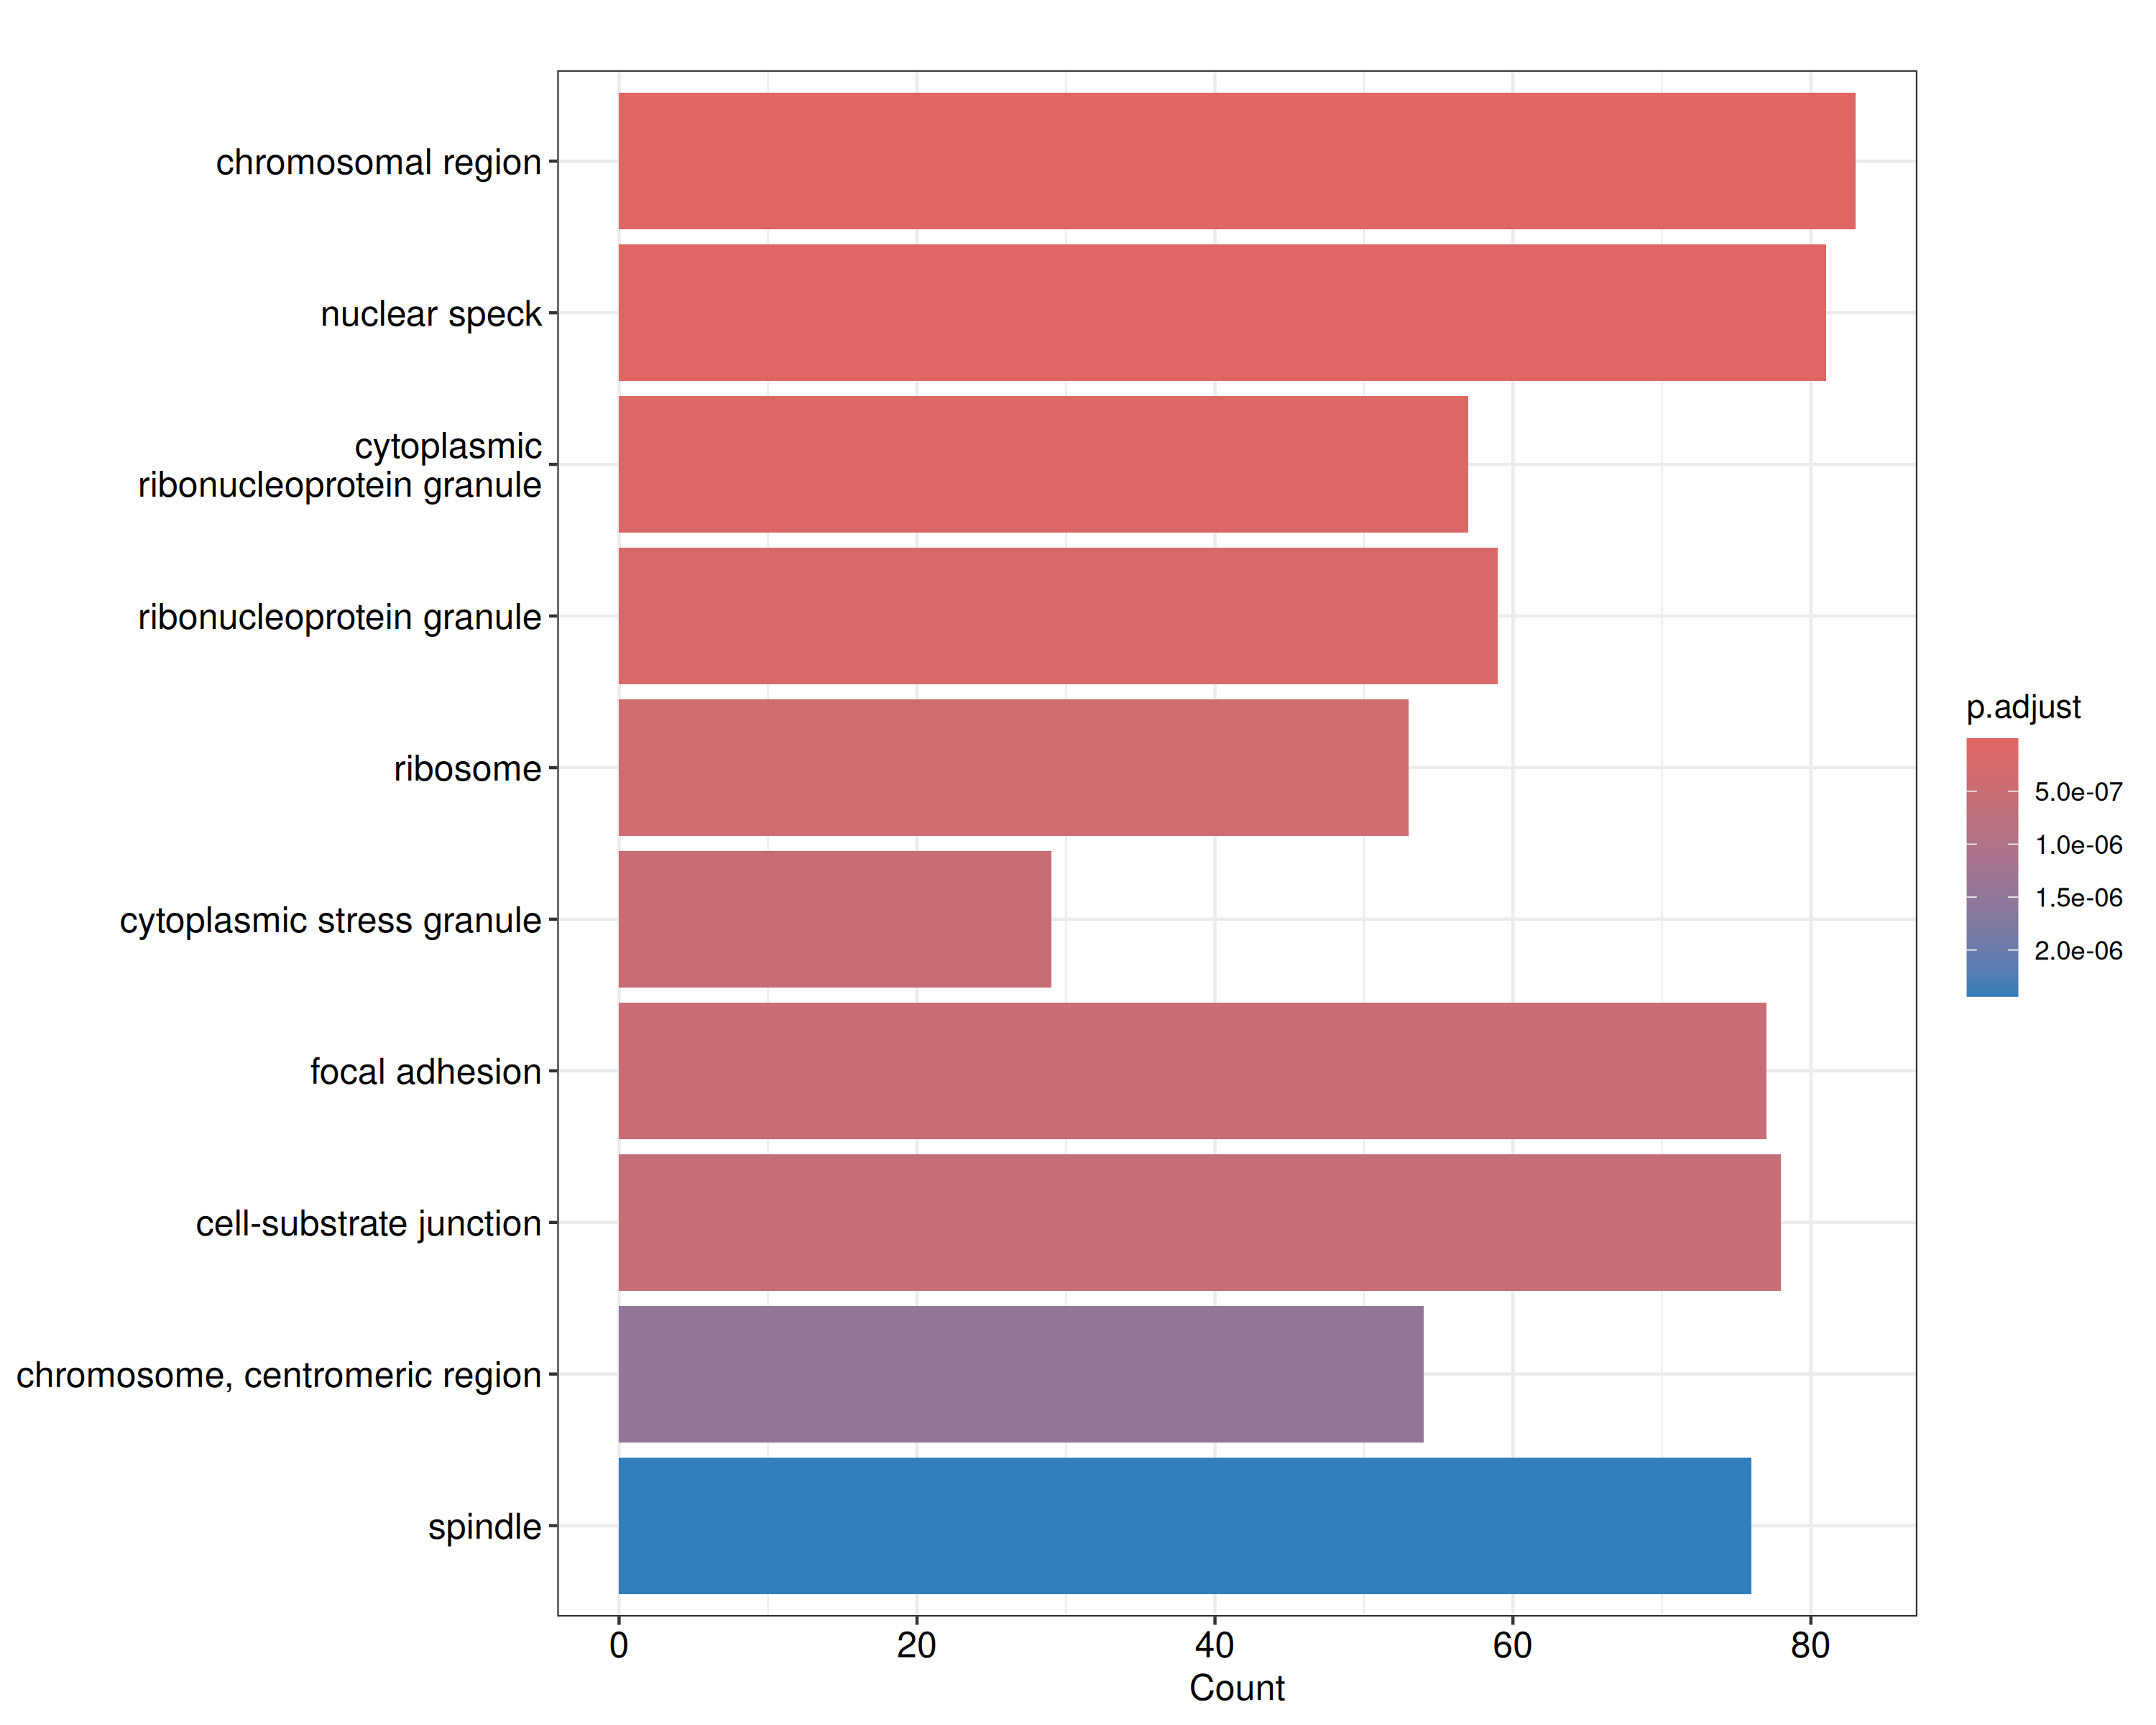 chromosomal region
nuclear speck
cytoplasmic
ribonucleoprotein granule
ribonucleoprotein granule
ribosome
cytoplasmic stress granule
focal adhesion
cell-substrate junction
chromosome, centromeric region
spindle
0 20 40 60 80
Count
p.adjust
5.0e-07
1.0e-06
1.5e-06
2.0e-06